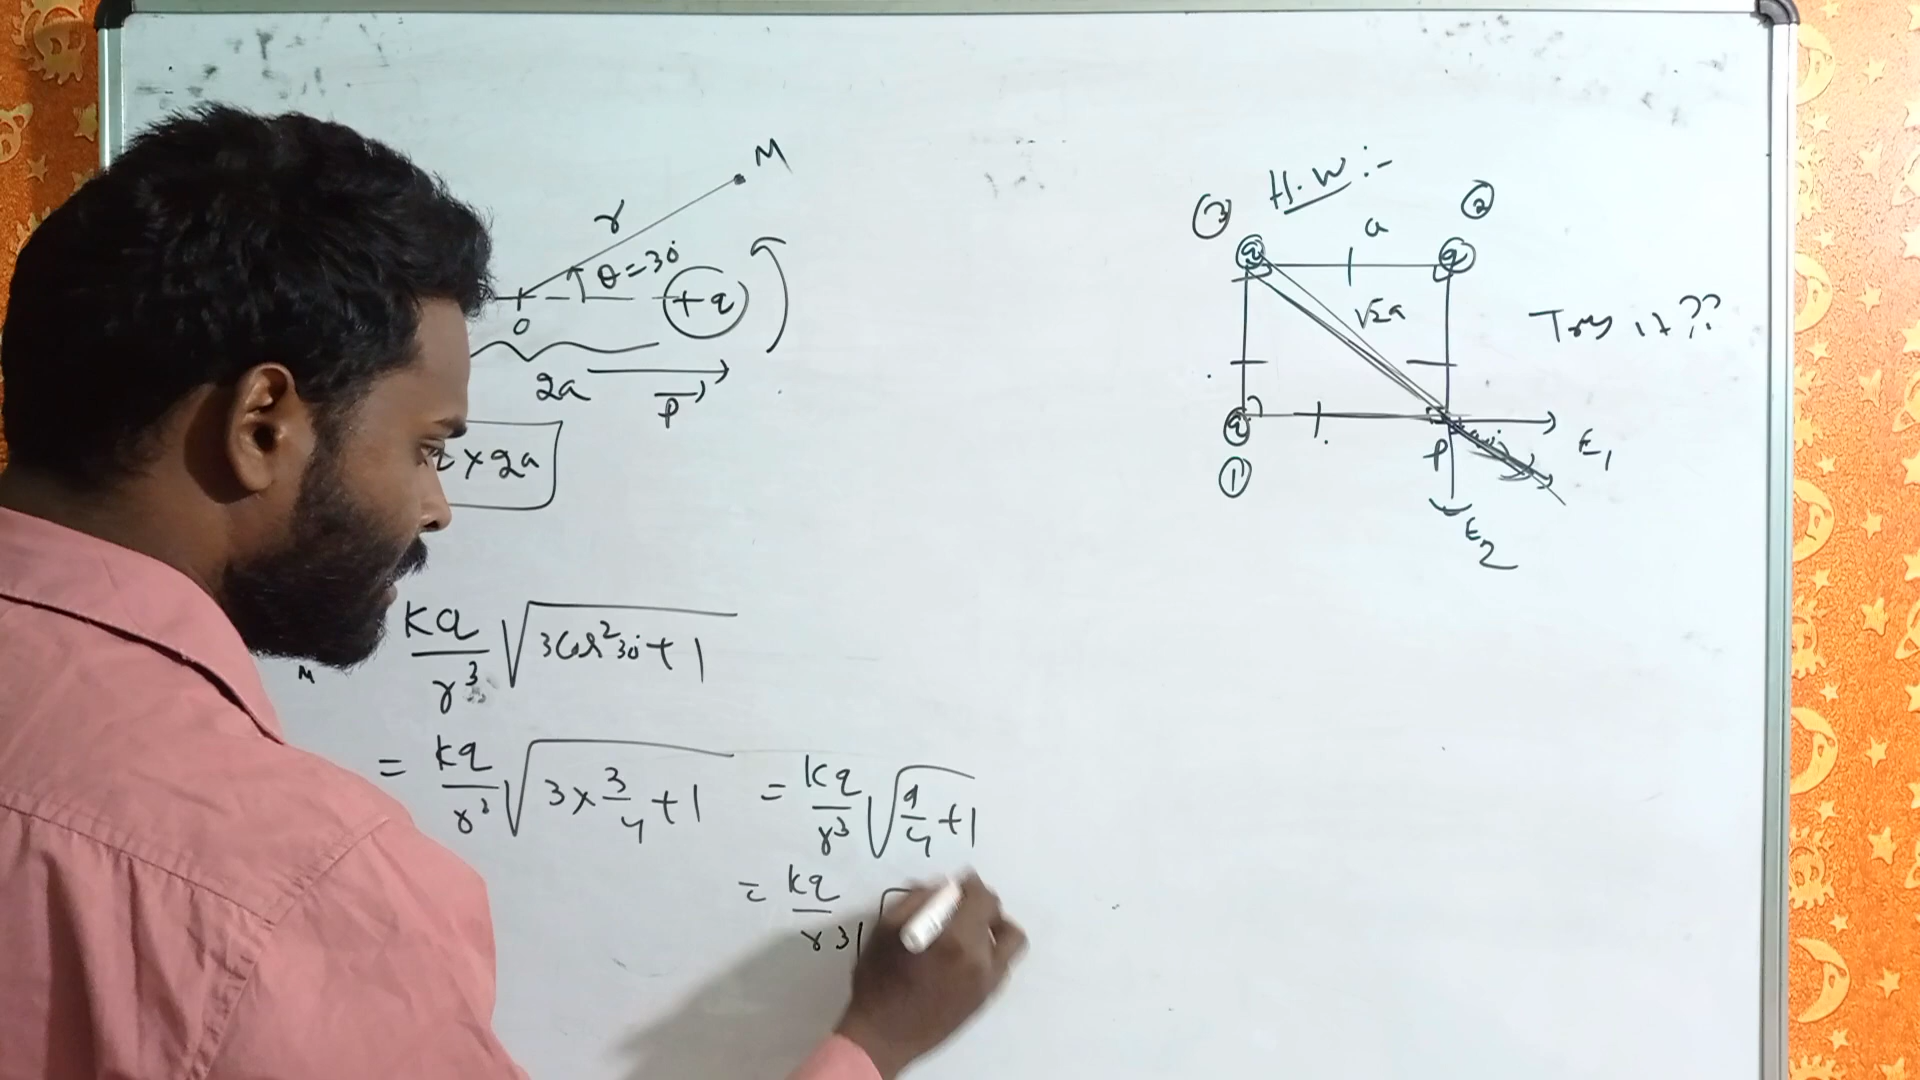 M
r
θ=30°
+q
O
2a
P
x 2a
H.W :-
3
2
q
a
q
√2a
Try it??
q
P
E1
1
E2
M
kq/r³ √3Cos²30°+1
= kq/r³ √3×3/4+1 = kq/r³ √9/4+1
= kq/r3